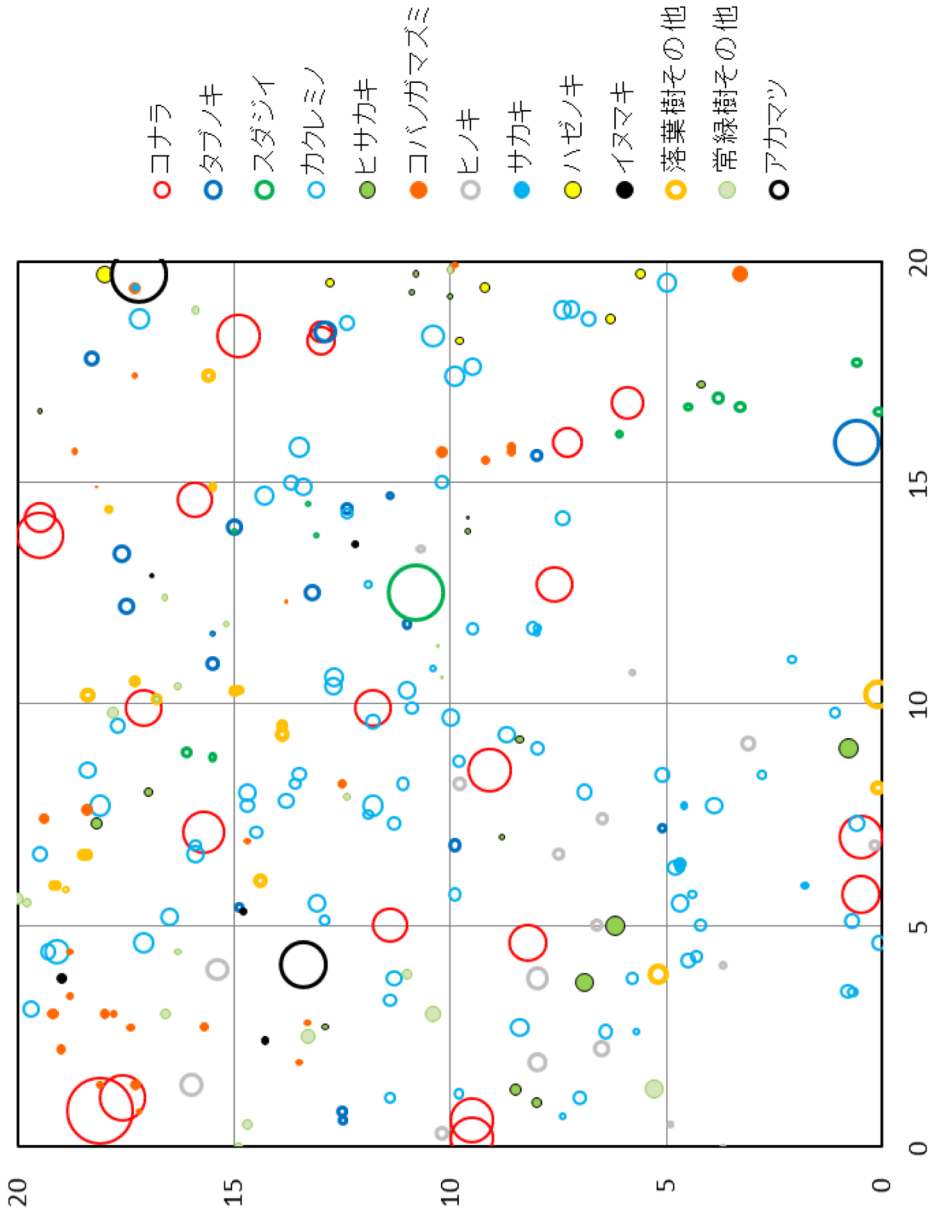 コナラ
タブノキ
スダジイ
カクレミノ
ヒサカキ
コバノガマズミ
ヒノキ
サカキ
ハゼノキ
イヌマキ
落葉樹その他
常緑樹その他
アカマツ
20
15
10
5
0
0
5
10
15
20